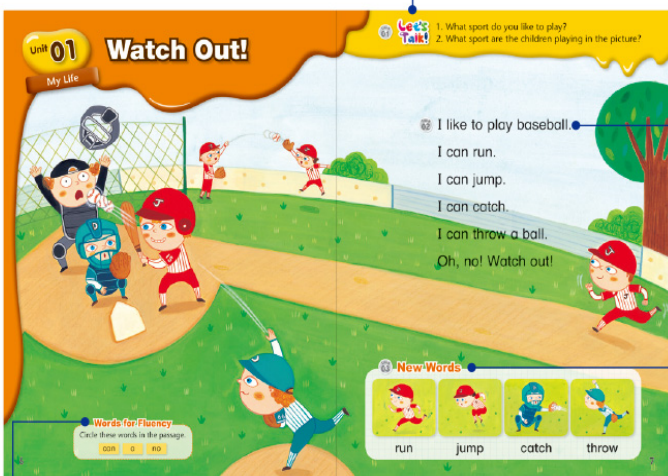 Unit 01
My Life
Watch Out!
Let's Talk!
1. What sport do you like to play?
2. What sport are the children playing in the picture?
I like to play baseball.
I can run.
I can jump.
I can catch.
I can throw a ball.
Oh, no! Watch out!
Words for Fluency
Circle these words in the passage.
can a no
New Words
run jump catch throw